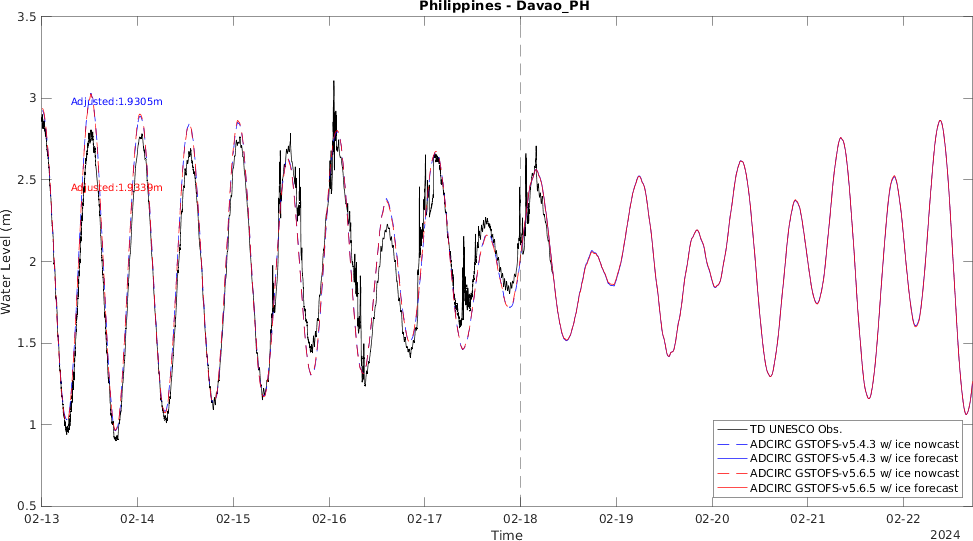 Philippines - Davao_PH
3.5
3
2.5
2
1.5
1
0.5
Water Level (m)
Adjusted:1.9305m
Adjusted:1.9339m
TD UNESCO Obs.
ADCIRC GSTOFS-v5.4.3 w/ ice nowcast
ADCIRC GSTOFS-v5.4.3 w/ ice forecast
ADCIRC GSTOFS-v5.6.5 w/ ice nowcast
ADCIRC GSTOFS-v5.6.5 w/ ice forecast
02-13 02-14 02-15 02-16 02-17 02-18 02-19 02-20 02-21 02-22
Time
2024